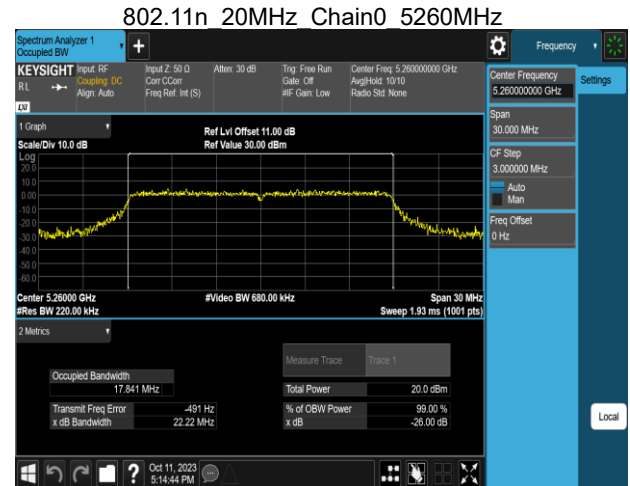 802.11n_20MHz_Chain0_5260MHz
Spectrum Analyzer 1
Occupied BW
Frequency
KEYSIGHT
RL
LXI
Input: RF
Coupling: DC
Align: Auto
Input Z: 50 Ω
Corr CCorr
Freq Ref: Int (S)
Atten: 30 dB
Trig: Free Run
Gate: Off
#IF Gain: Low
Center Freq: 5.260000000 GHz
Avg|Hold: 10/10
Radio Std: None
Center Frequency
5.260000000 GHz
Settings
Span
30.000 MHz
CF Step
3.000000 MHz
Auto
Man
Freq Offset
0 Hz
Local
1 Graph
Scale/Div 10.0 dB
Ref Lvl Offset 11.00 dB
Ref Value 30.00 dBm
Log
20.0
10.0
0.00
-10.0
-20.0
-30.0
-40.0
-50.0
-60.0
Center 5.26000 GHz
#Res BW 220.00 kHz
#Video BW 680.00 kHz
Span 30 MHz
Sweep 1.93 ms (1001 pts)
2 Metrics
Measure Trace
Trace 1
Occupied Bandwidth
17.841 MHz
Total Power
20.0 dBm
Transmit Freq Error
-491 Hz
% of OBW Power
99.00 %
x dB Bandwidth
22.22 MHz
x dB
-26.00 dB
?
Oct 11, 2023
5:14:44 PM